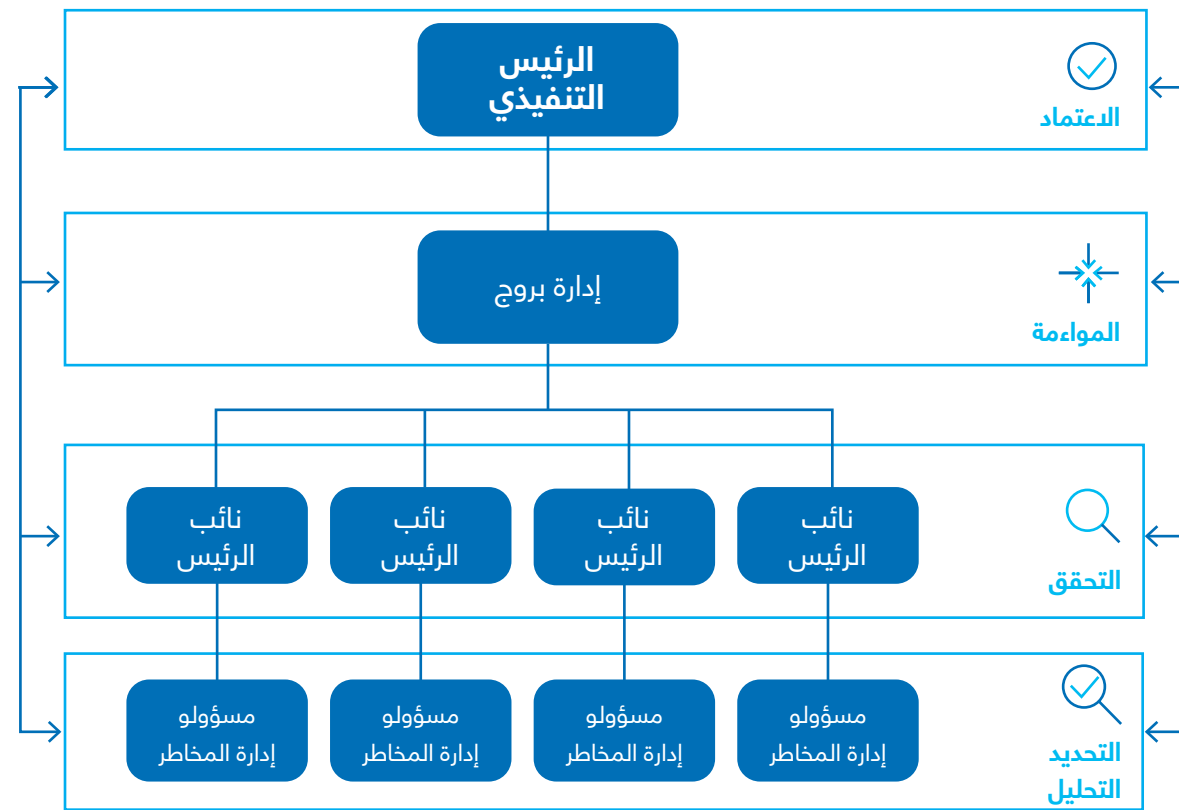 الرئيس
التنفيذي
الاعتماد
إدارة بروج
المواءمة
نائب
الرئيس
نائب
الرئيس
نائب
الرئيس
نائب
الرئيس
التحقق
مسؤولو
إدارة المخاطر
مسؤولو
إدارة المخاطر
مسؤولو
إدارة المخاطر
مسؤولو
إدارة المخاطر
التحديد
التحليل